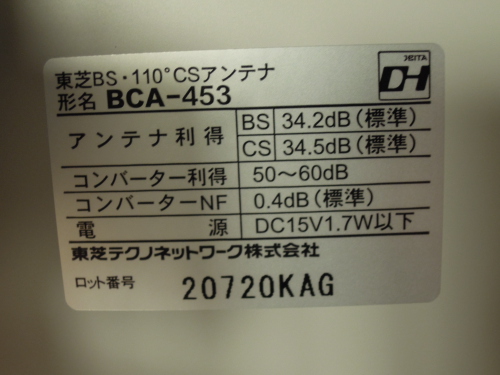 東芝BS・110°CSアンテナ
形名 BCA-453
JEITA
DH
アンテナ利得 BS 34.2dB(標準)
CS 34.5dB(標準)
コンバーター利得 50〜60dB
コンバーターNF 0.4dB(標準)
電源 DC15V1.7W以下
東芝テクノネットワーク株式会社
ロット番号 20720KAG